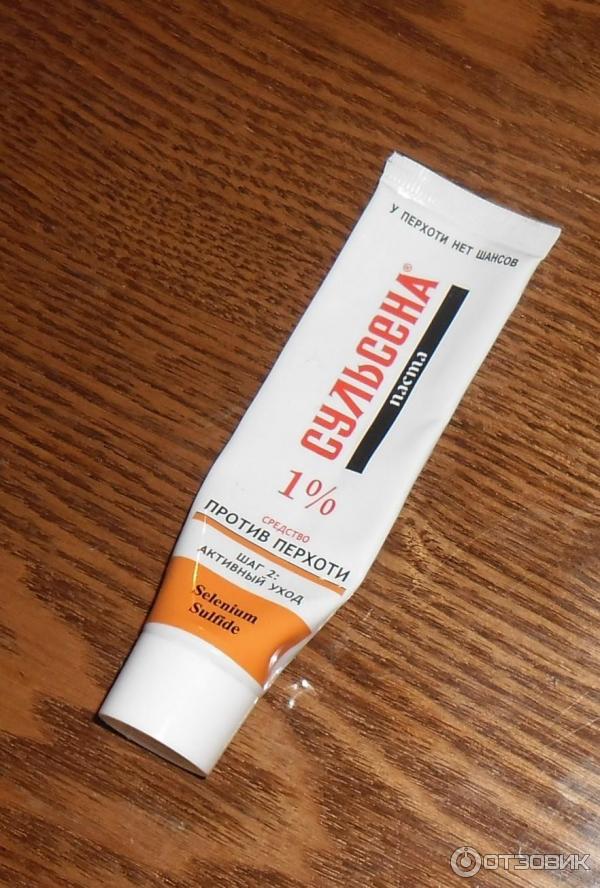 У ПЕРХОТИ НЕТ ШАНСОВ
СУЛЬСЕНА®
паста
1%
СРЕДСТВО
ПРОТИВ ПЕРХОТИ
ШАГ 2:
АКТИВНЫЙ УХОД
Selenium
Sulfide
ОТЗОВИК